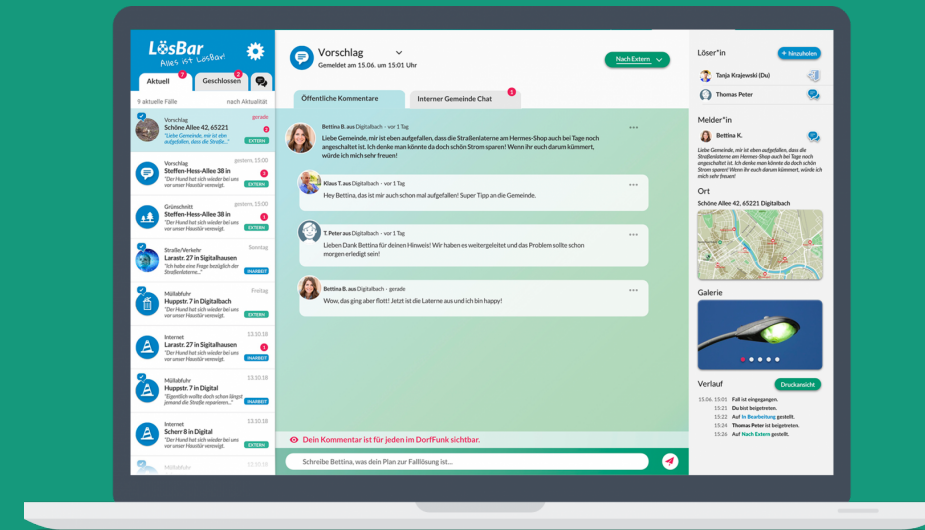 LösBar
Alles ist LösBar!
Aktuell
7
Geschlossen
2
9 aktuelle Fälle
nach Aktualität
Vorschlag
gerade
Schöne Allee 42, 65221
2
"Liebe Gemeinde, mir ist eben
aufgefallen, dass die Straße..."
EXTERN
Vorschlag
gestern, 15:00
Steffen-Hess-Allee 38 in
3
"Der Hund hat sich wieder bei uns
vor unser Haustür verewigt.
EXTERN
Grünschnitt
gestern, 15:00
Steffen-Hess-Allee 38 in
1
"Der Hund hat sich wieder bei uns
vor unser Haustür verewigt.
EXTERN
Straße/Verkehr
Sonntag
Larastr. 27 in Sigitalhausen
"Ich habe eine Frage bezüglich der
Straßenlaterne..."
INARBEIT
Müllabfuhr
Freitag
Huppstr. 7 in Digitalbach
"Der Hund hat sich wieder bei uns
vor unser Haustür verewigt.
EXTERN
Internet
13.10.18
Larastr. 27 in Sigitalhausen
1
"Der Hund hat sich wieder bei uns
vor unser Haustür verewigt.
INARBEIT
Müllabfuhr
13.10.18
Huppstr. 7 in Digital
"Eigentlich wollte doch schon längst
jemand die Straße reparieren..."
INARBEIT
Internet
13.10.18
Scherr 8 in Digital
"Der Hund hat sich wieder bei uns
vor unser Haustür verewigt.
EXTERN
Müllabfuhr
12.10.18
Vorschlag
Gemeldet am 15.06. um 15:01 Uhr
Nach Extern
Öffentliche Kommentare
Interner Gemeinde Chat
1
Bettina B. aus Digitalbach - vor 1 Tag
Liebe Gemeinde, mir ist eben aufgefallen, dass die Straßenlaterne am Hermes-Shop auch bei Tage noch
angeschaltet ist. Ich denke man könnte da doch schön Strom sparen! Wenn ihr euch darum kümmert,
würde ich mich sehr freuen!
Klaus T. aus Digitalbach - vor 1 Tag
Hey Bettina, das ist mir auch schon mal aufgefallen! Super Tipp an die Gemeinde.
T. Peter aus Digitalbach - vor 1 Tag
Lieben Dank Bettina für deinen Hinweis! Wir haben es weitergeleitet und das Problem sollte schon
morgen erledigt sein!
Bettina B. aus Digitalbach - gerade
Wow, das ging aber flott! Jetzt ist die Laterne aus und ich bin happy!
Dein Kommentar ist für jeden im DorfFunk sichtbar.
Schreibe Bettina, was dein Plan zur Falllösung ist...
Löser*in
+ hinzuholen
Tanja Krajewski (Du)
Thomas Peter
Melder*in
Bettina K.
Liebe Gemeinde, mir ist eben aufgefallen, dass die
Straßenlaterne am Hermes-Shop auch bei Tage noch
angeschaltet ist. Ich denke man könnte da doch schön
Strom sparen! Wenn ihr euch darum kümmert, würde ich
mich sehr freuen!
Ort
Schöne Allee 42, 65221 Digitalbach
Galerie
Verlauf
Druckansicht
15.06. 15:01 Fall ist eingegangen.
15:21 Du bist beigetreten.
15:22 Auf In Bearbeitung gestellt.
15:24 Thomas Peter ist beigetreten.
15:26 Auf Nach Extern gestellt.